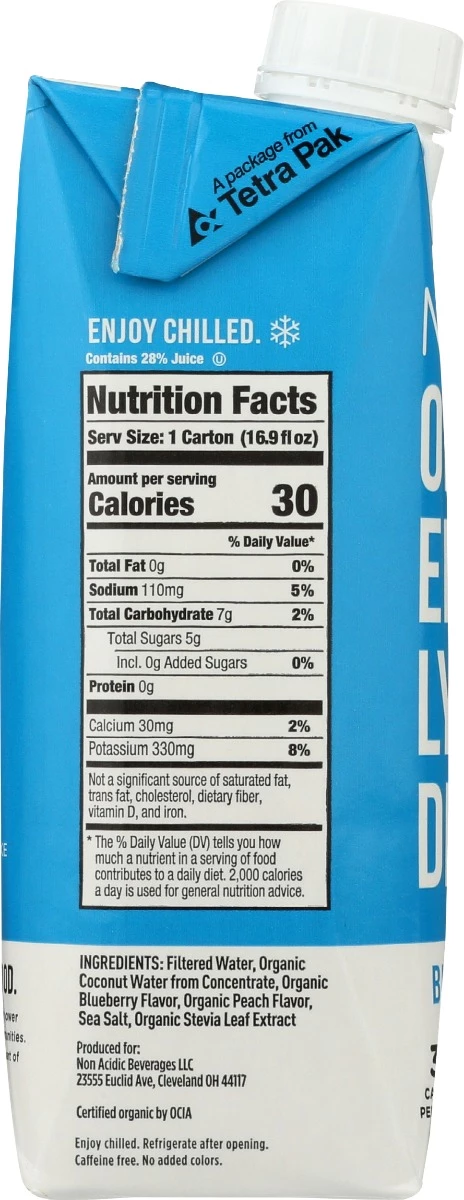 A package from
Tetra Pak
ENJOY CHILLED.
Contains 28% Juice Ⓤ
Nutrition Facts
Serv Size: 1 Carton (16.9 fl oz)
Amount per serving
Calories 30
% Daily Value*
Total Fat 0g 0%
Sodium 110mg 5%
Total Carbohydrate 7g 2%
Total Sugars 5g
Incl. 0g Added Sugars 0%
Protein 0g
Calcium 30mg 2%
Potassium 330mg 8%
Not a significant source of saturated fat,
trans fat, cholesterol, dietary fiber,
vitamin D, and iron.
* The % Daily Value (DV) tells you how
much a nutrient in a serving of food
contributes to a daily diet. 2,000 calories
a day is used for general nutrition advice.
INGREDIENTS: Filtered Water, Organic
Coconut Water from Concentrate, Organic
Blueberry Flavor, Organic Peach Flavor,
Sea Salt, Organic Stevia Leaf Extract
Produced for:
Non Acidic Beverages LLC
23555 Euclid Ave, Cleveland OH 44117
Certified organic by OCIA
Enjoy chilled. Refrigerate after opening.
Caffeine free. No added colors.